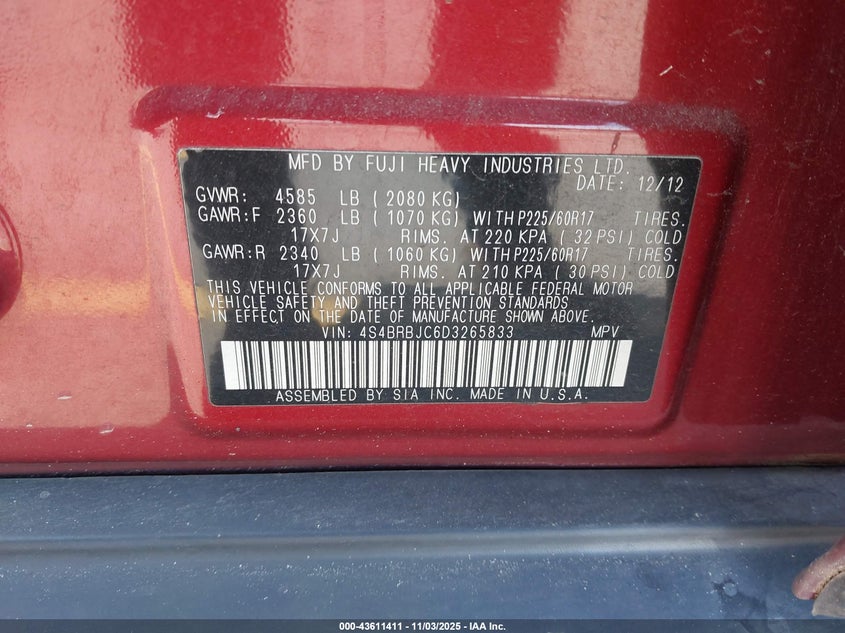 MFD BY FUJI HEAVY INDUSTRIES LTD.
DATE: 12/12
GVWR: 4585 LB ( 2080 KG)
GAWR:F 2360 LB ( 1070 KG) WITH P225/60R17 TIRES.
17X7J RIMS. AT 220 KPA ( 32 PSI) COLD
GAWR:R 2340 LB ( 1060 KG) WITH P225/60R17 TIRES.
17X7J RIMS. AT 210 KPA ( 30 PSI) COLD
THIS VEHICLE CONFORMS TO ALL APPLICABLE FEDERAL MOTOR
VEHICLE SAFETY AND THEFT PREVENTION STANDARDS
IN EFFECT ON THE DATE OF MANUFACTURE SHOWN ABOVE.
VIN: 4S4BRBJC6D3265833 MPV
ASSEMBLED BY SIA INC. MADE IN U.S.A.
000-43611411 - 11/03/2025 - IAA Inc.